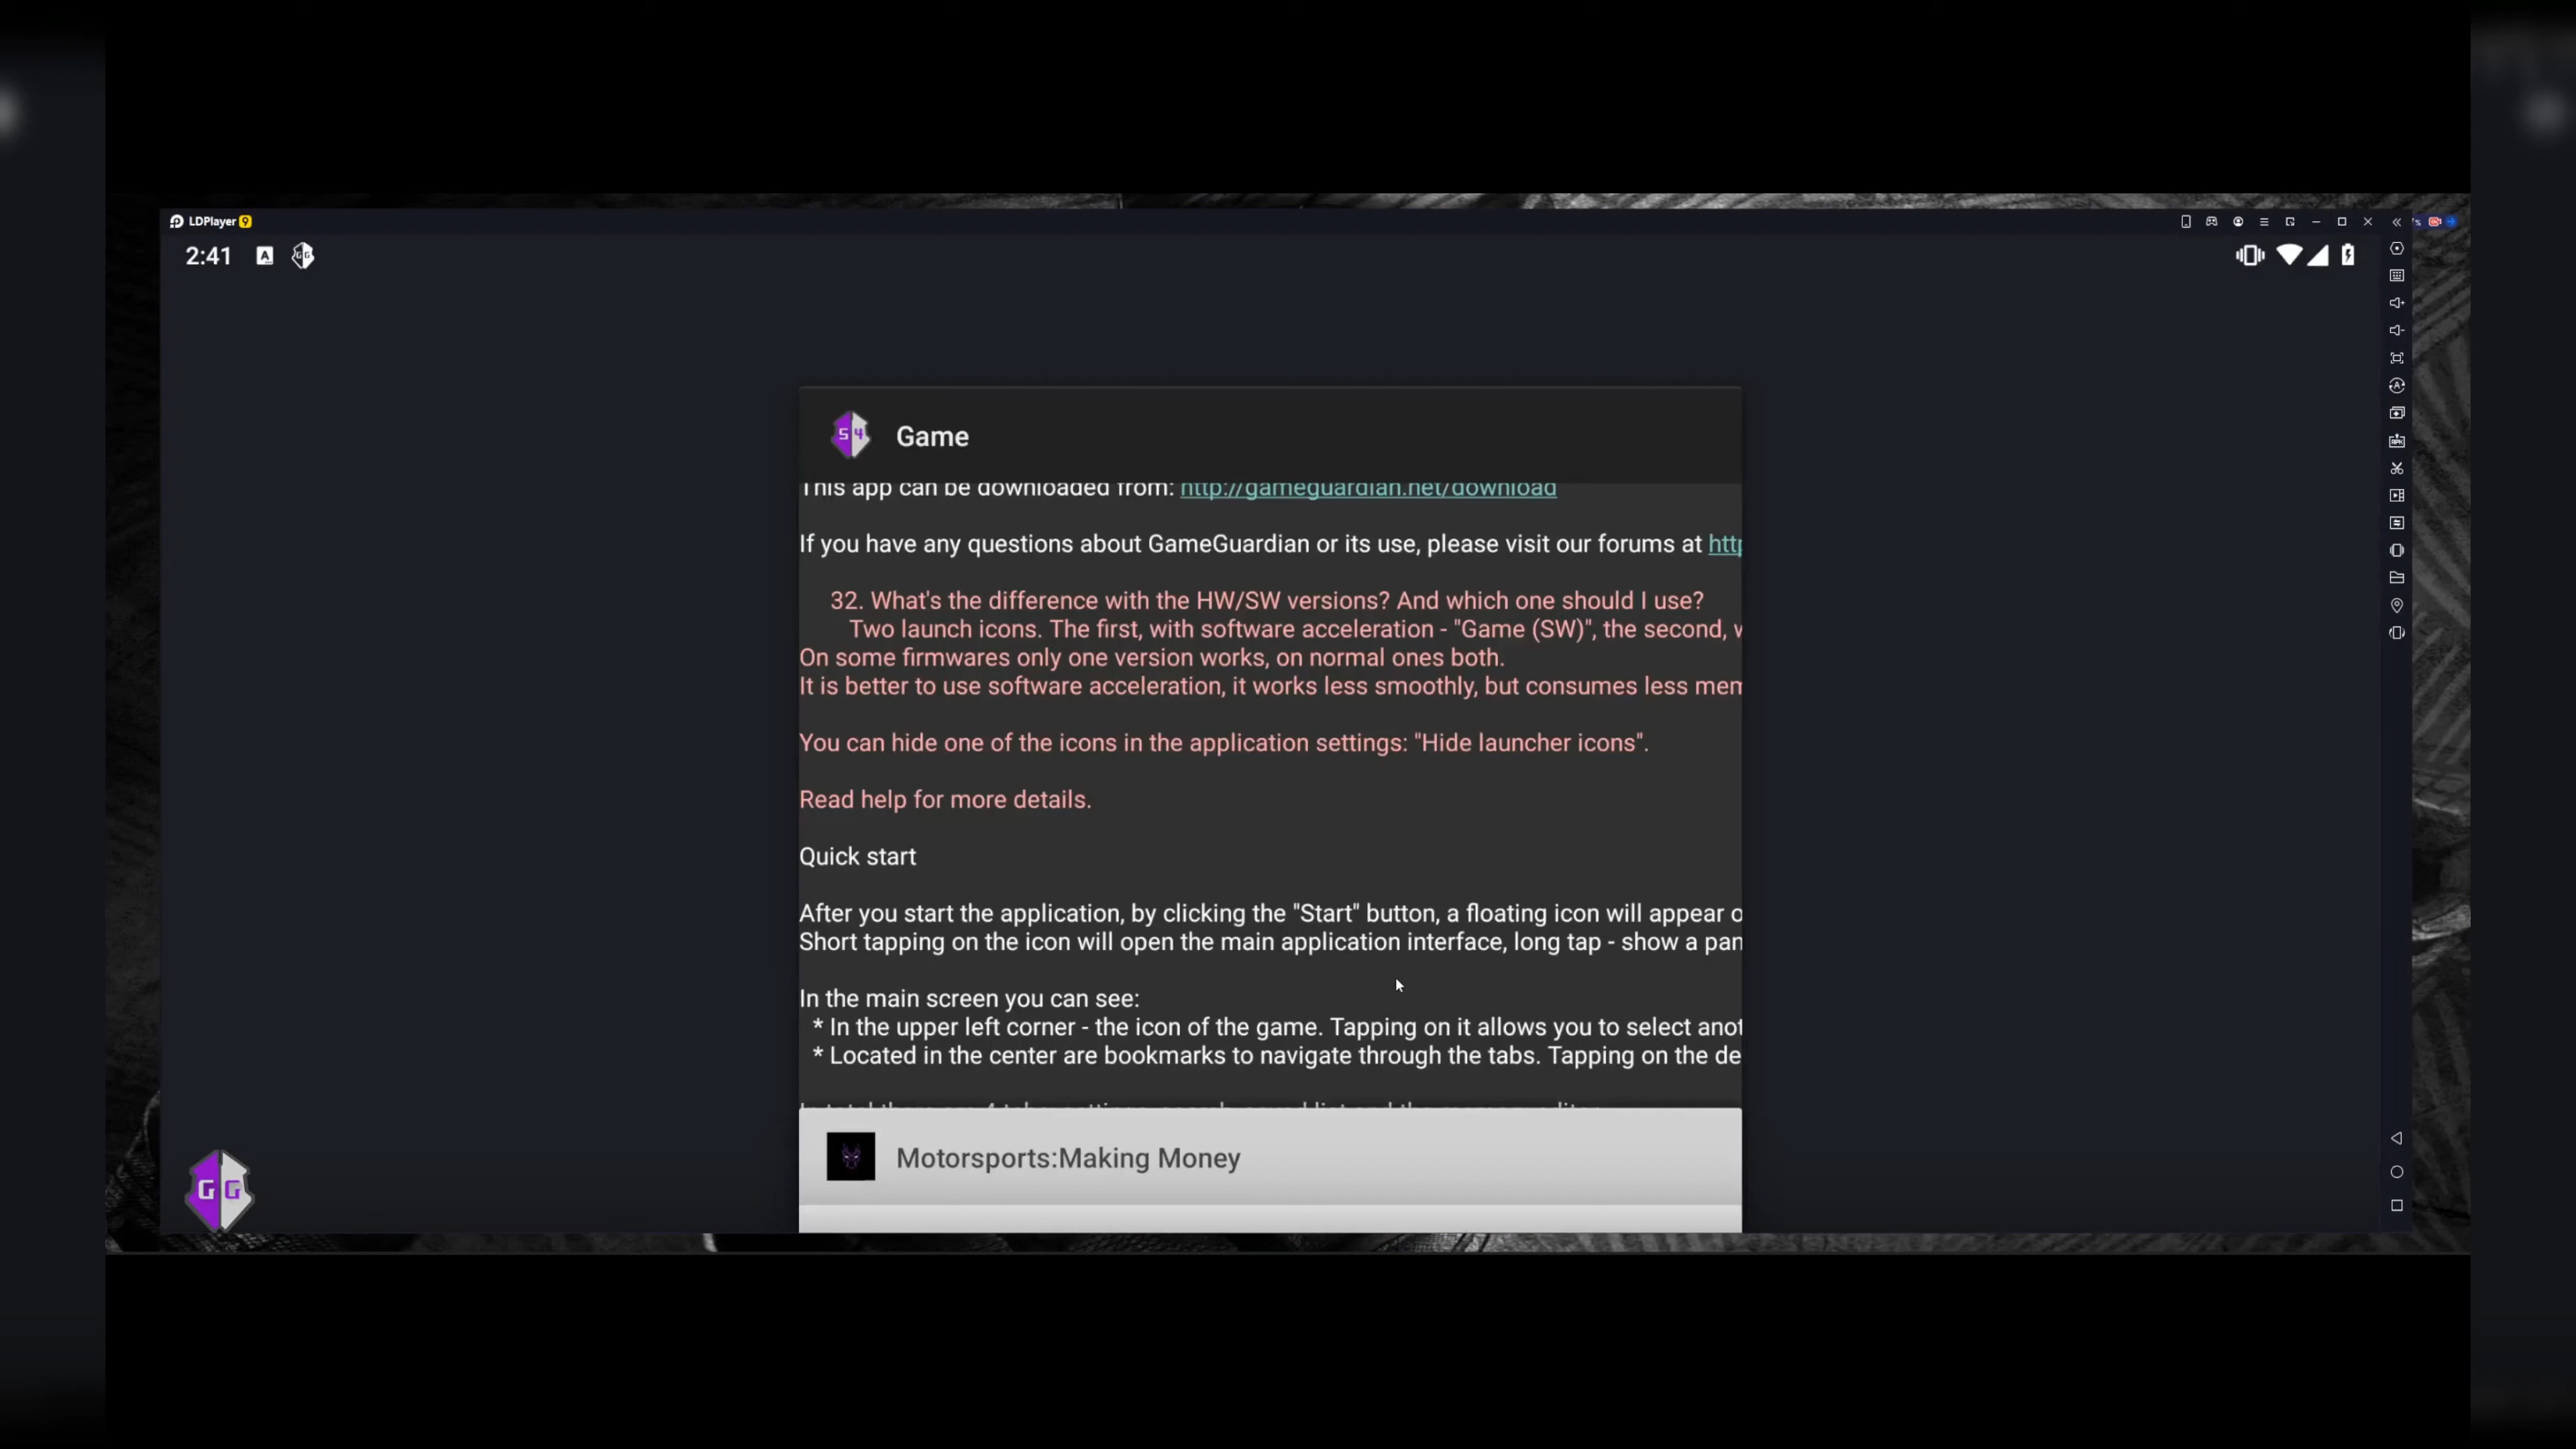 LDPlayer 9
2:41 A
54 Game
This app can be downloaded from: http://gameguardian.net/download
If you have any questions about GameGuardian or its use, please visit our forums at http
32. What's the difference with the HW/SW versions? And which one should I use?
Two launch icons. The first, with software acceleration - "Game (SW)", the second, w
On some firmwares only one version works, on normal ones both.
It is better to use software acceleration, it works less smoothly, but consumes less mem
You can hide one of the icons in the application settings: "Hide launcher icons".
Read help for more details.
Quick start
After you start the application, by clicking the "Start" button, a floating icon will appear o
Short tapping on the icon will open the main application interface, long tap - show a pan
In the main screen you can see:
* In the upper left corner - the icon of the game. Tapping on it allows you to select anot
* Located in the center are bookmarks to navigate through the tabs. Tapping on the de
Motorsports:Making Money
GG